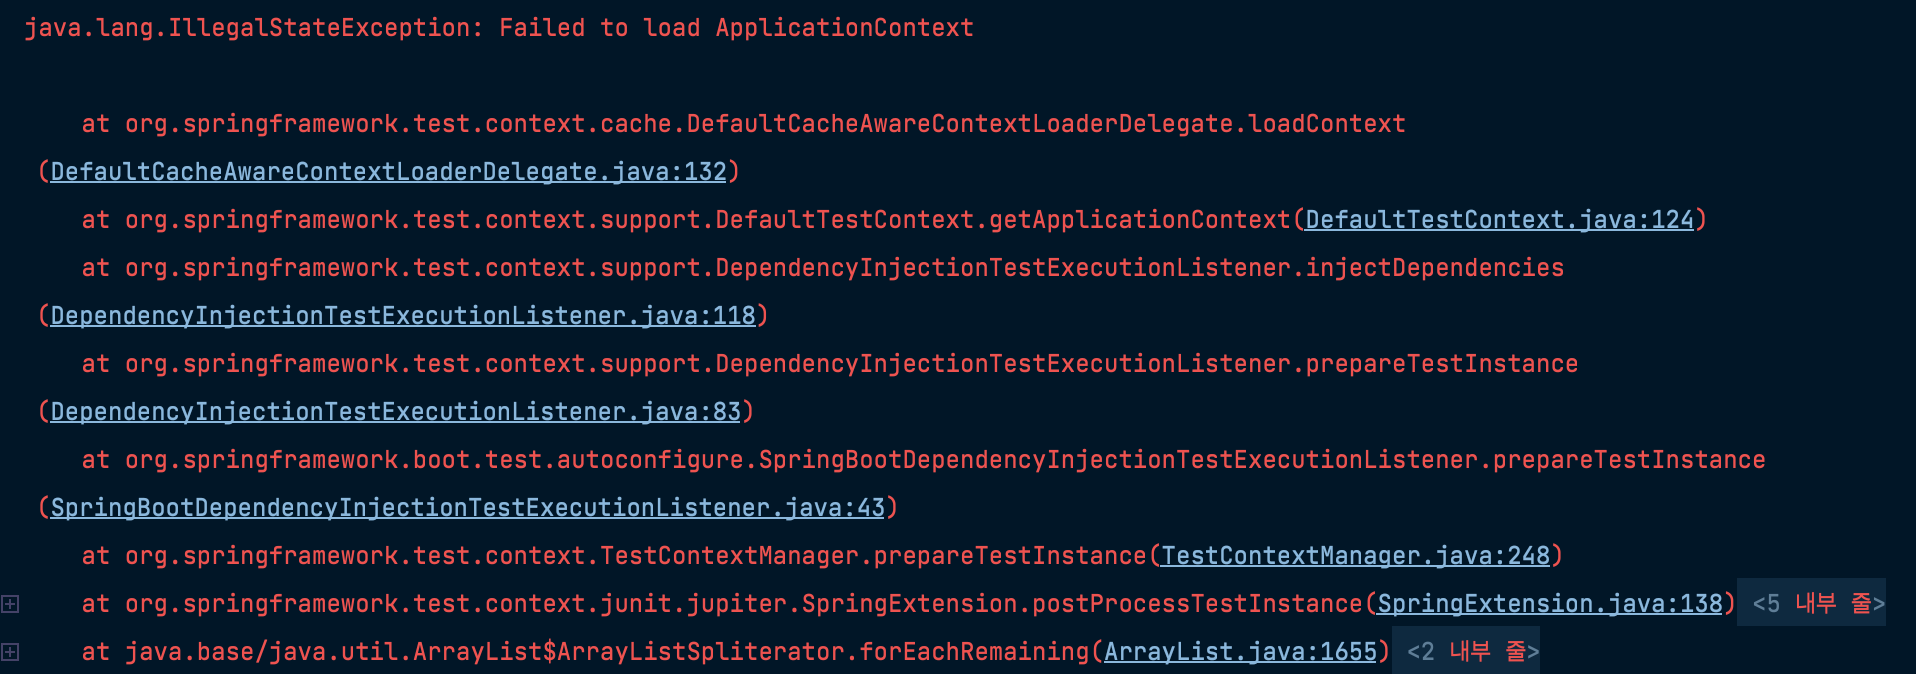 java.lang.IllegalStateException: Failed to load ApplicationContext
at org.springframework.test.context.cache.DefaultCacheAwareContextLoaderDelegate.loadContext
(DefaultCacheAwareContextLoaderDelegate.java:132)
at org.springframework.test.context.support.DefaultTestContext.getApplicationContext(DefaultTestContext.java:124)
at org.springframework.test.context.support.DependencyInjectionTestExecutionListener.injectDependencies
(DependencyInjectionTestExecutionListener.java:118)
at org.springframework.test.context.support.DependencyInjectionTestExecutionListener.prepareTestInstance
(DependencyInjectionTestExecutionListener.java:83)
at org.springframework.boot.test.autoconfigure.SpringBootDependencyInjectionTestExecutionListener.prepareTestInstance
(SpringBootDependencyInjectionTestExecutionListener.java:43)
at org.springframework.test.context.TestContextManager.prepareTestInstance(TestContextManager.java:248)
at org.springframework.test.context.junit.jupiter.SpringExtension.postProcessTestInstance(SpringExtension.java:138) <5 내부 줄>
at java.base/java.util.ArrayList$ArrayListSpliterator.forEachRemaining(ArrayList.java:1655) <2 내부 줄>